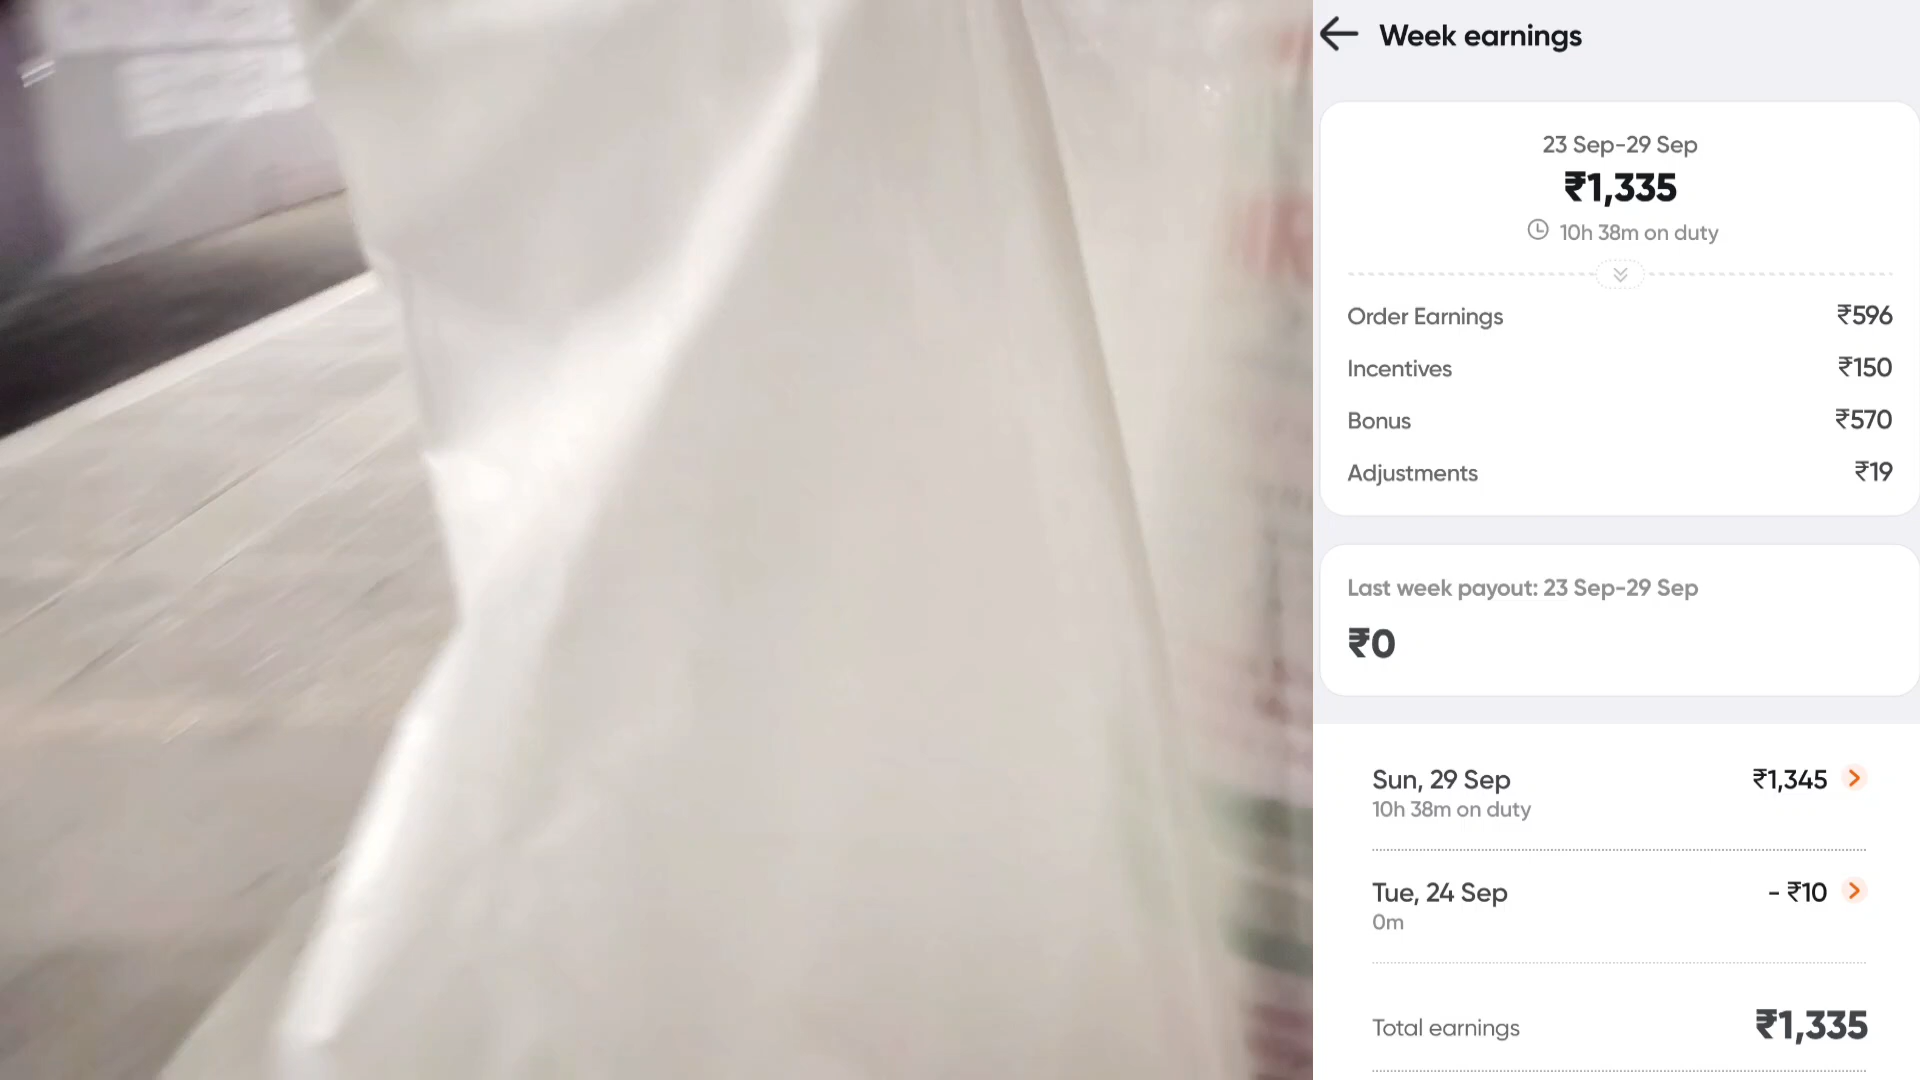 Week earnings
23 Sep-29 Sep
₹1,335
10h 38m on duty
Order Earnings ₹596
Incentives ₹150
Bonus ₹570
Adjustments ₹19
Last week payout: 23 Sep-29 Sep
₹0
Sun, 29 Sep ₹1,345
10h 38m on duty
Tue, 24 Sep - ₹10
0m
Total earnings ₹1,335